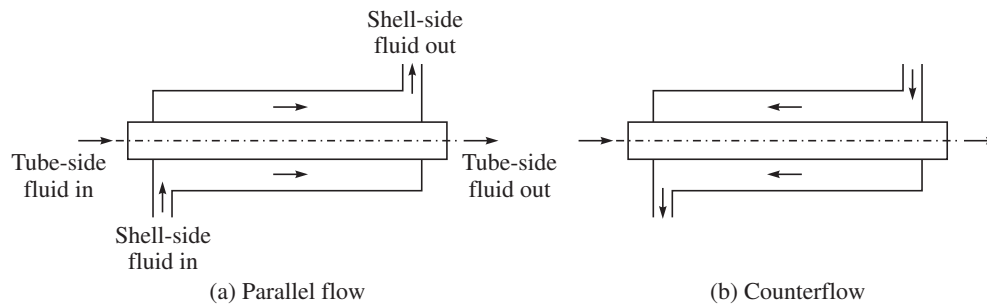 Shell-side
fluid out
Tube-side
fluid in
Tube-side
fluid out
Shell-side
fluid in
(a) Parallel flow
(b) Counterflow